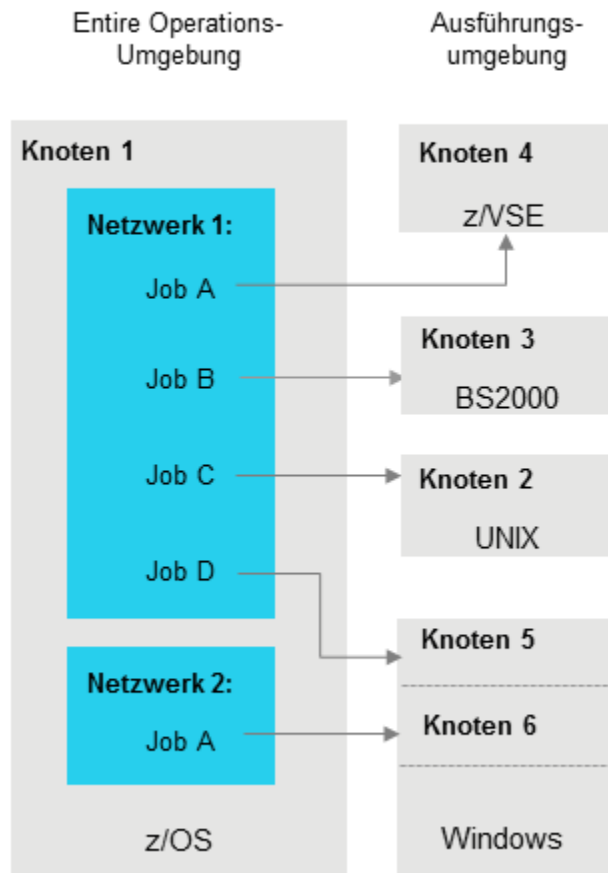 Entire Operations-
Umgebung
Ausführungs-
umgebung
Knoten 1
Netzwerk 1:
Job A
Job B
Job C
Job D
Netzwerk 2:
Job A
z/OS
Knoten 4
z/VSE
Knoten 3
BS2000
Knoten 2
UNIX
Knoten 5
Knoten 6
Windows